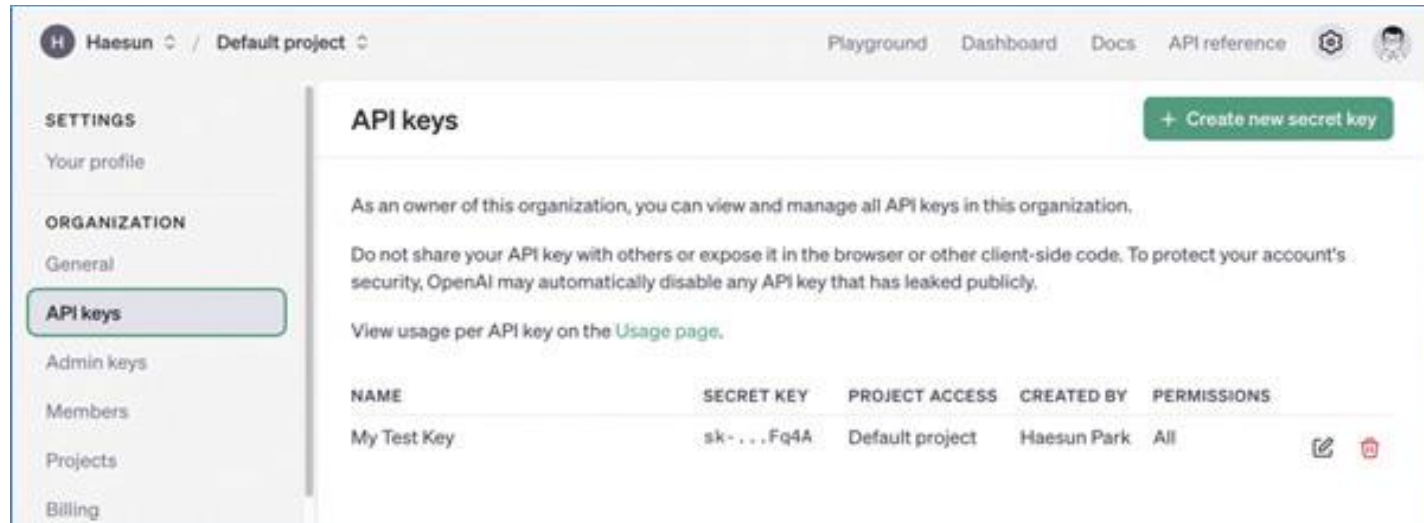 H Haesun / Default project
Playground Dashboard Docs API reference
SETTINGS
Your profile
ORGANIZATION
General
API keys
Admin keys
Members
Projects
Billing
API keys
+ Create new secret key
As an owner of this organization, you can view and manage all API keys in this organization.
Do not share your API key with others or expose it in the browser or other client-side code. To protect your account's
security, OpenAI may automatically disable any API key that has leaked publicly.
View usage per API key on the Usage page.
NAME SECRET KEY PROJECT ACCESS CREATED BY PERMISSIONS
My Test Key sk-...Fq4A Default project Haesun Park All